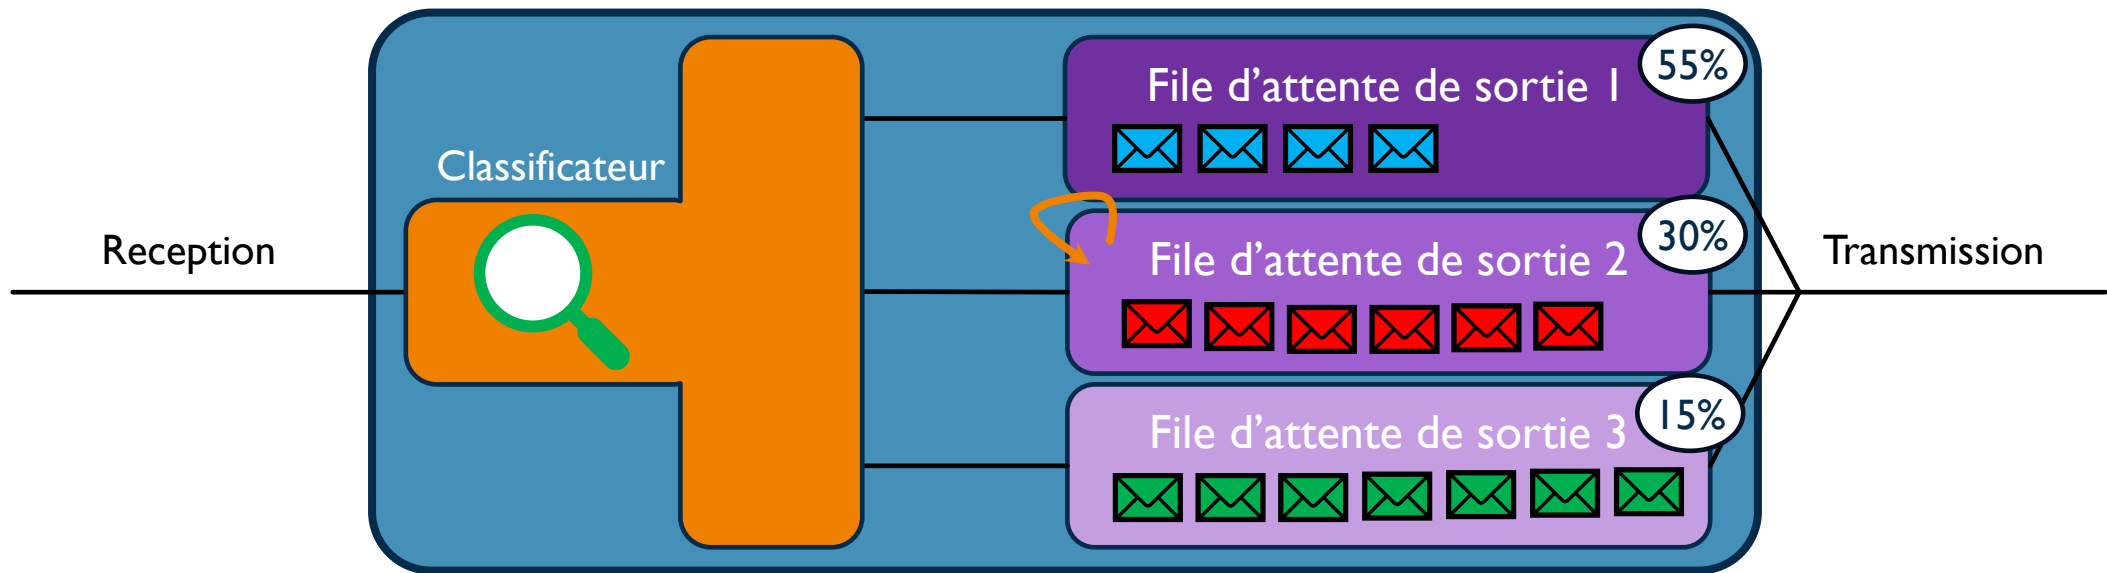 Reception
Classificateur
File d’attente de sortie 1
55%
File d’attente de sortie 2
30%
File d’attente de sortie 3
15%
Transmission